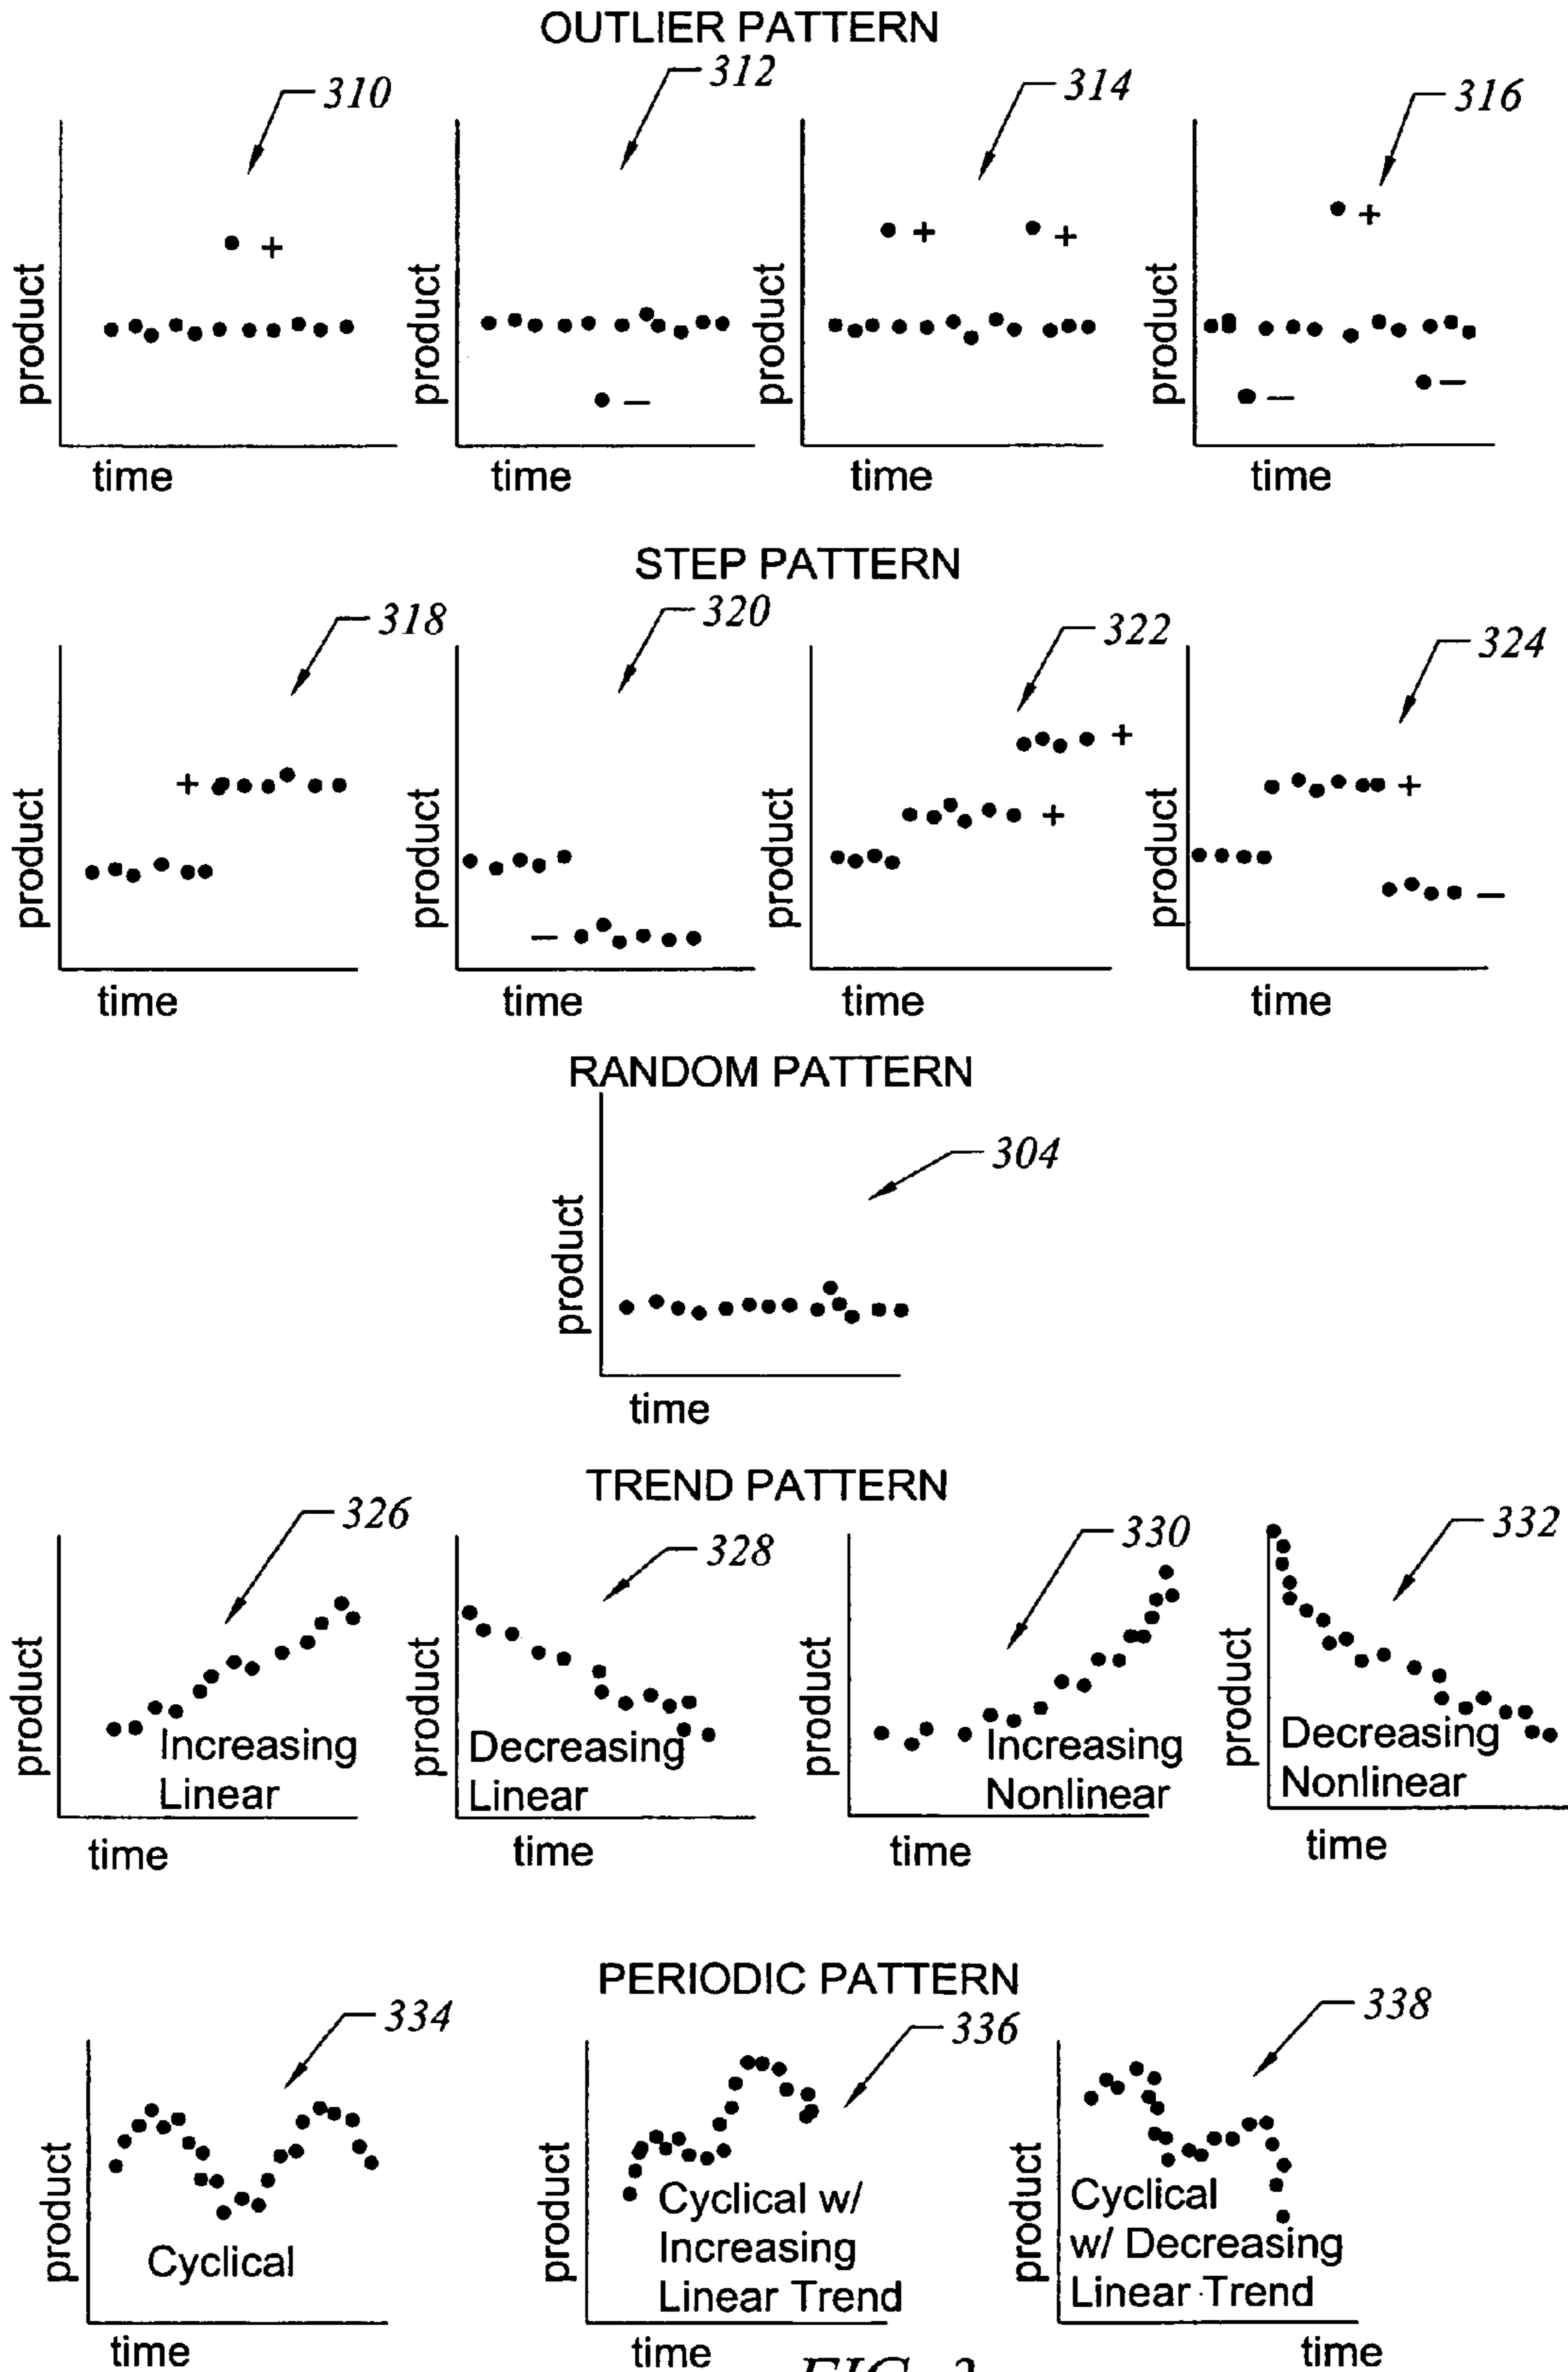 OUTLIER PATTERN
310
312
314
316
+
+
+
+
–
–
–
product
product
product
product
time
time
time
time
STEP PATTERN
318
320
322
324
+
–
+
+
+
–
product
product
product
product
time
time
time
time
RANDOM PATTERN
304
product
time
TREND PATTERN
326
328
330
332
product
product
product
product
Increasing
Linear
Decreasing
Linear
Increasing
Nonlinear
Decreasing
Nonlinear
time
time
time
time
PERIODIC PATTERN
334
336
338
product
product
product
Cyclical
Cyclical w/
Increasing
Linear Trend
Cyclical
w/ Decreasing
Linear Trend
time
time
time